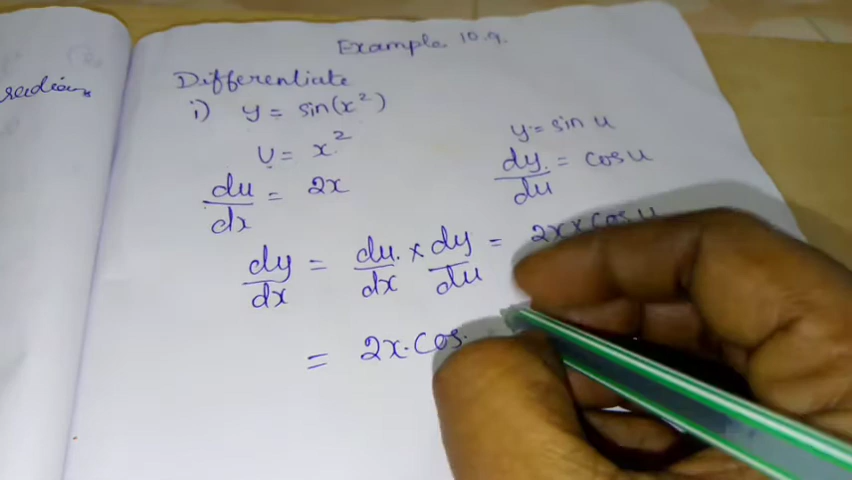 radian
Example 10.9.
Differentiate
i) y = sin(x²)
y = sin u
U = x²
dy/du = cos u
du/dx = 2x
dy/dx = du/dx × dy/du = 2x × cos u
= 2x · cos